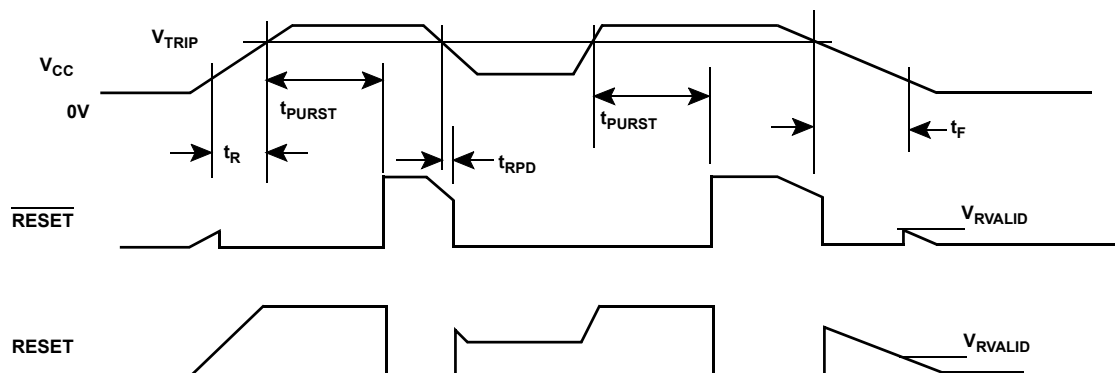 VTRIP
VCC
0V
tPURST
tPURST
tR
tF
tRPD
RESET
VRVALID
RESET
VRVALID